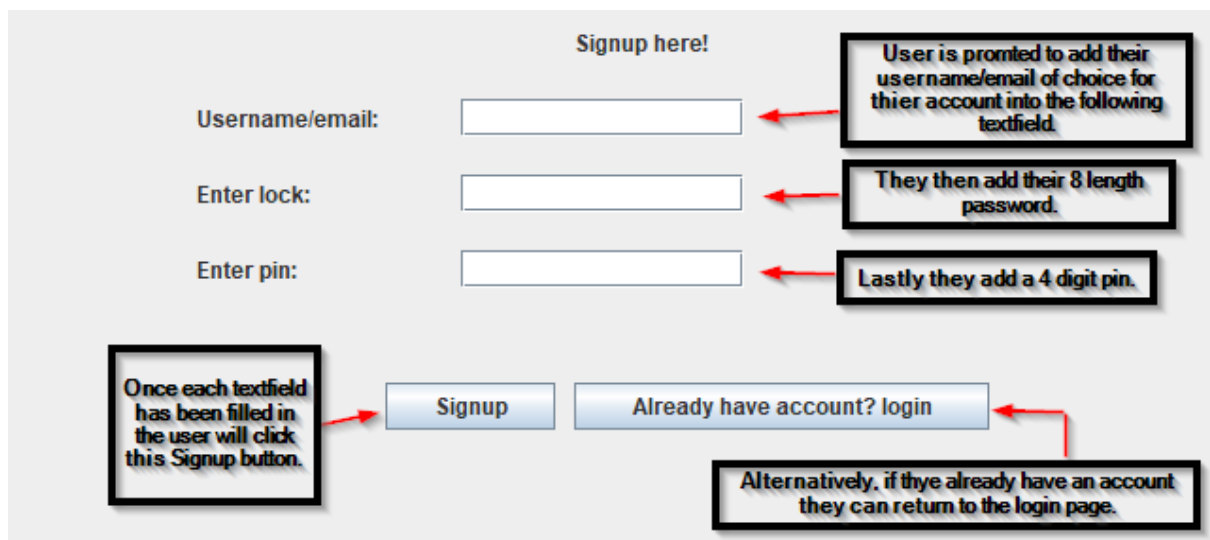 Signup here!
User is promted to add their
username/email of choice for
thier account into the following
textfield.
Username/email:
They then add their 8 length
password.
Enter lock:
Enter pin:
Lastly they add a 4 digit pin.
Once each textfield
has been filled in
the user will click
this Signup button.
Signup
Already have account? login
Alternatively, if thye already have an account
they can return to the login page.